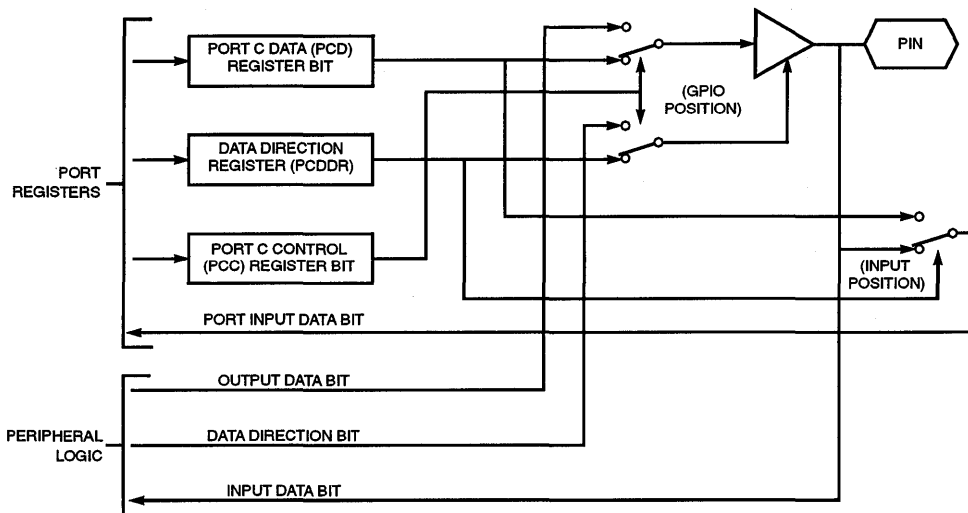 PORT C DATA (PCD)
REGISTER BIT
PIN
(GPIO
POSITION)
DATA DIRECTION
REGISTER (PCDDR)
PORT
REGISTERS
PORT C CONTROL
(PCC) REGISTER BIT
(INPUT
POSITION)
PORT INPUT DATA BIT
OUTPUT DATA BIT
PERIPHERAL
LOGIC
DATA DIRECTION BIT
INPUT DATA BIT